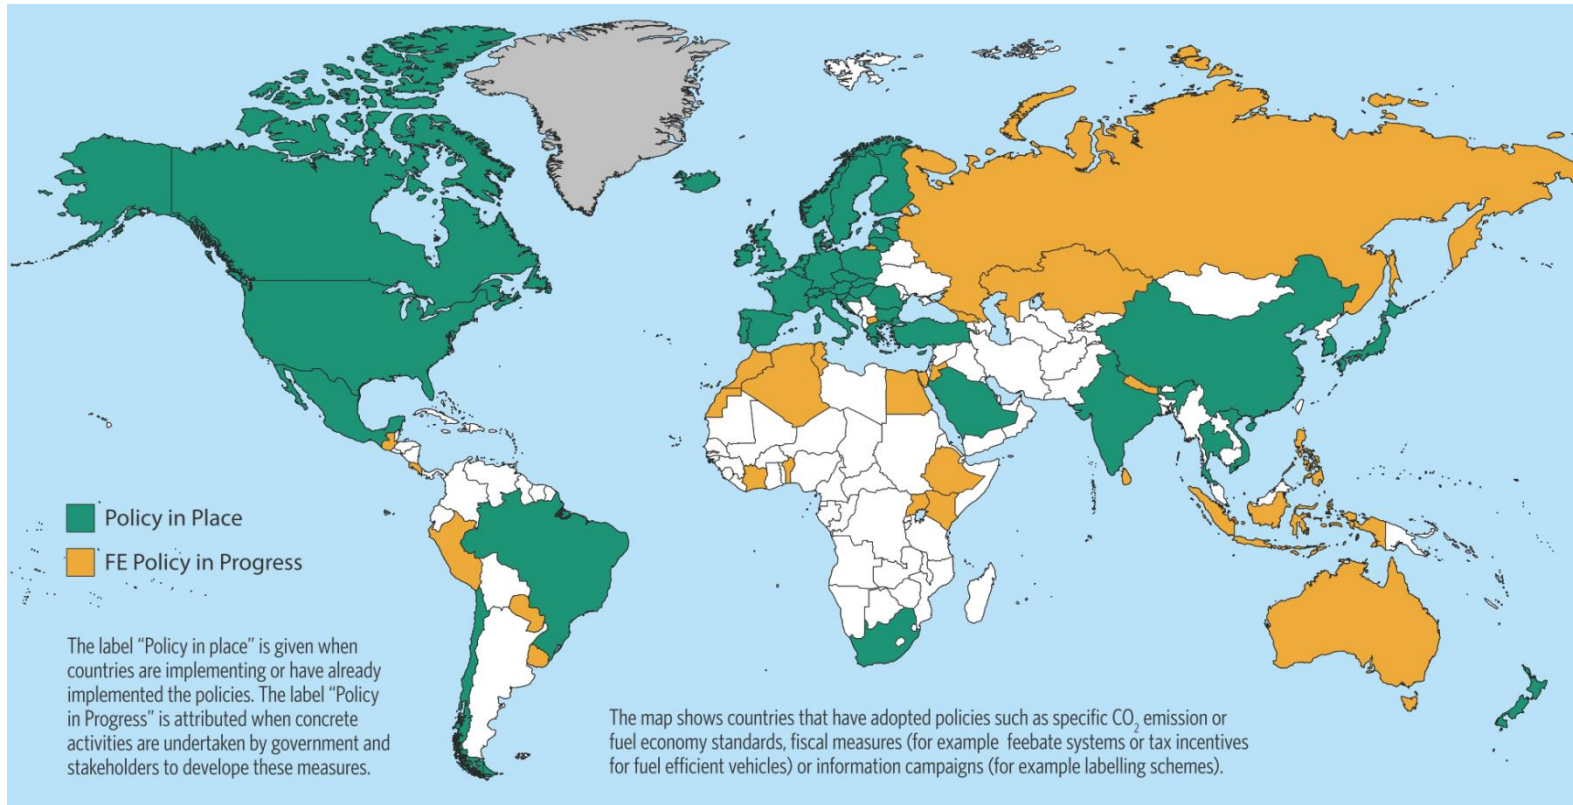 Policy in Place
FE Policy in Progress
The label “Policy in place” is given when
countries are implementing or have already
implemented the policies. The label “Policy
in Progress” is attributed when concrete
activities are undertaken by government and
stakeholders to develope these measures.
The map shows countries that have adopted policies such as specific CO₂ emission or
fuel economy standards, fiscal measures (for example feebate systems or tax incentives
for fuel efficient vehicles) or information campaigns (for example labelling schemes).